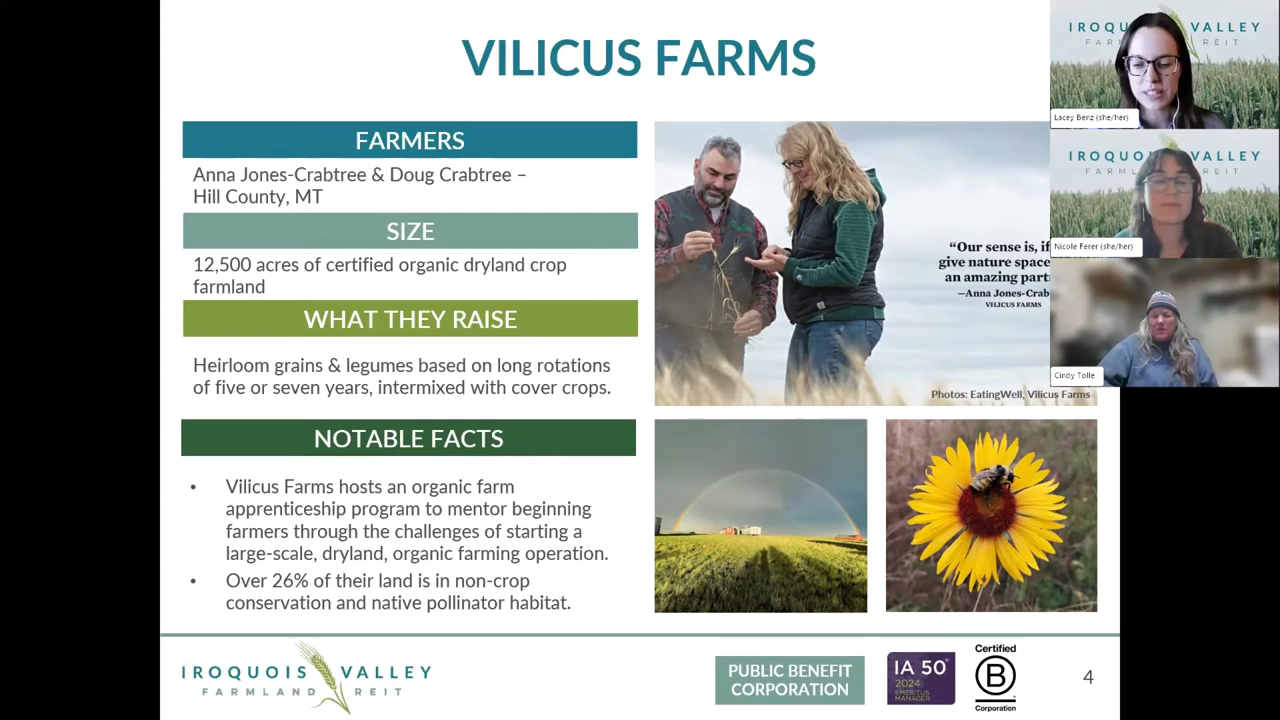 VILICUS FARMS
FARMERS
Anna Jones-Crabtree & Doug Crabtree –
Hill County, MT
SIZE
12,500 acres of certified organic dryland crop
farmland
WHAT THEY RAISE
Heirloom grains & legumes based on long rotations
of five or seven years, intermixed with cover crops.
NOTABLE FACTS
• Vilicus Farms hosts an organic farm
apprenticeship program to mentor beginning
farmers through the challenges of starting a
large-scale, dryland, organic farming operation.
• Over 26% of their land is in non-crop
conservation and native pollinator habitat.
“Our sense is, if
give nature space
an amazing part
—Anna Jones-Crab
VILICUS FARMS
Photos: EatingWell, Vilicus Farms
IROQUOIS VALLEY
FARMLAND REIT
PUBLIC BENEFIT
CORPORATION
IA 50
2024
EMERITUS
MANAGER
Certified
B
Corporation
4
IROQU VALLEY
FARM REIT
Lacey Benz (she/her)
IROQUO VALLEY
Nicole Ferer (she/her)
Cindy Tolle